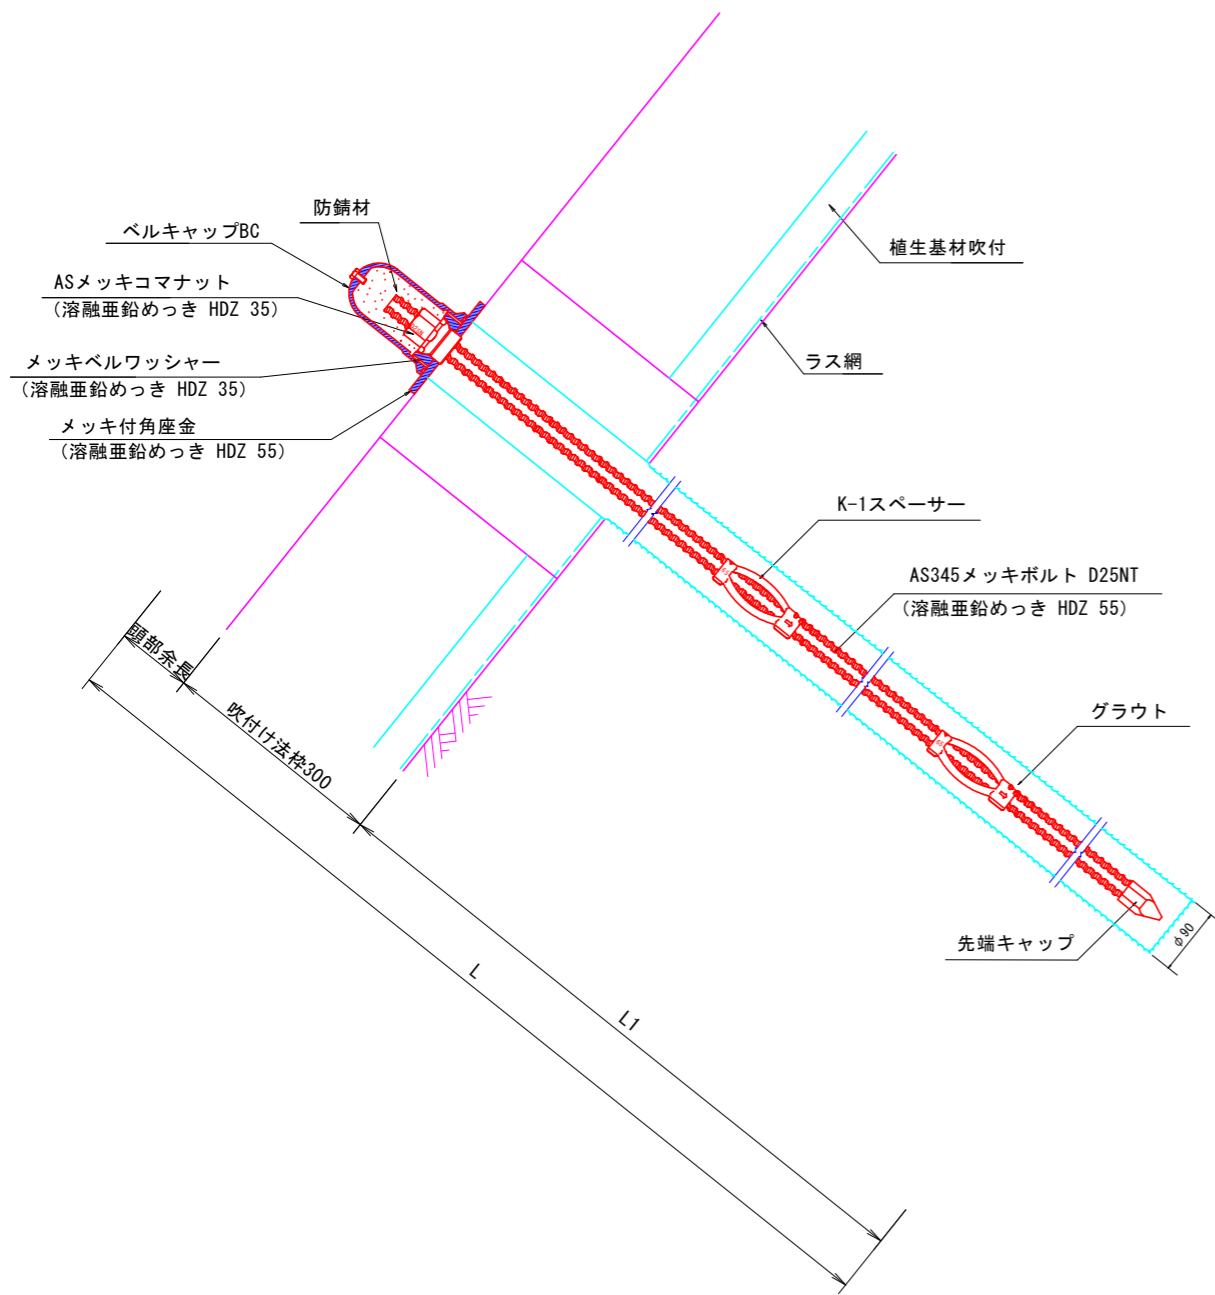 防錆材
ベルキャップBC
ASメッキコマナット
(溶融亜鉛めっき HDZ 35)
メッキベルワッシャー
(溶融亜鉛めっき HDZ 35)
メッキ付角座金
(溶融亜鉛めっき HDZ 55)
植生基材吹付
ラス網
K-1スペーサー
AS345メッキボルト D25NT
(溶融亜鉛めっき HDZ 55)
グラウト
先端キャップ
φ90
頭部余長
吹付け法枠300
L
L1